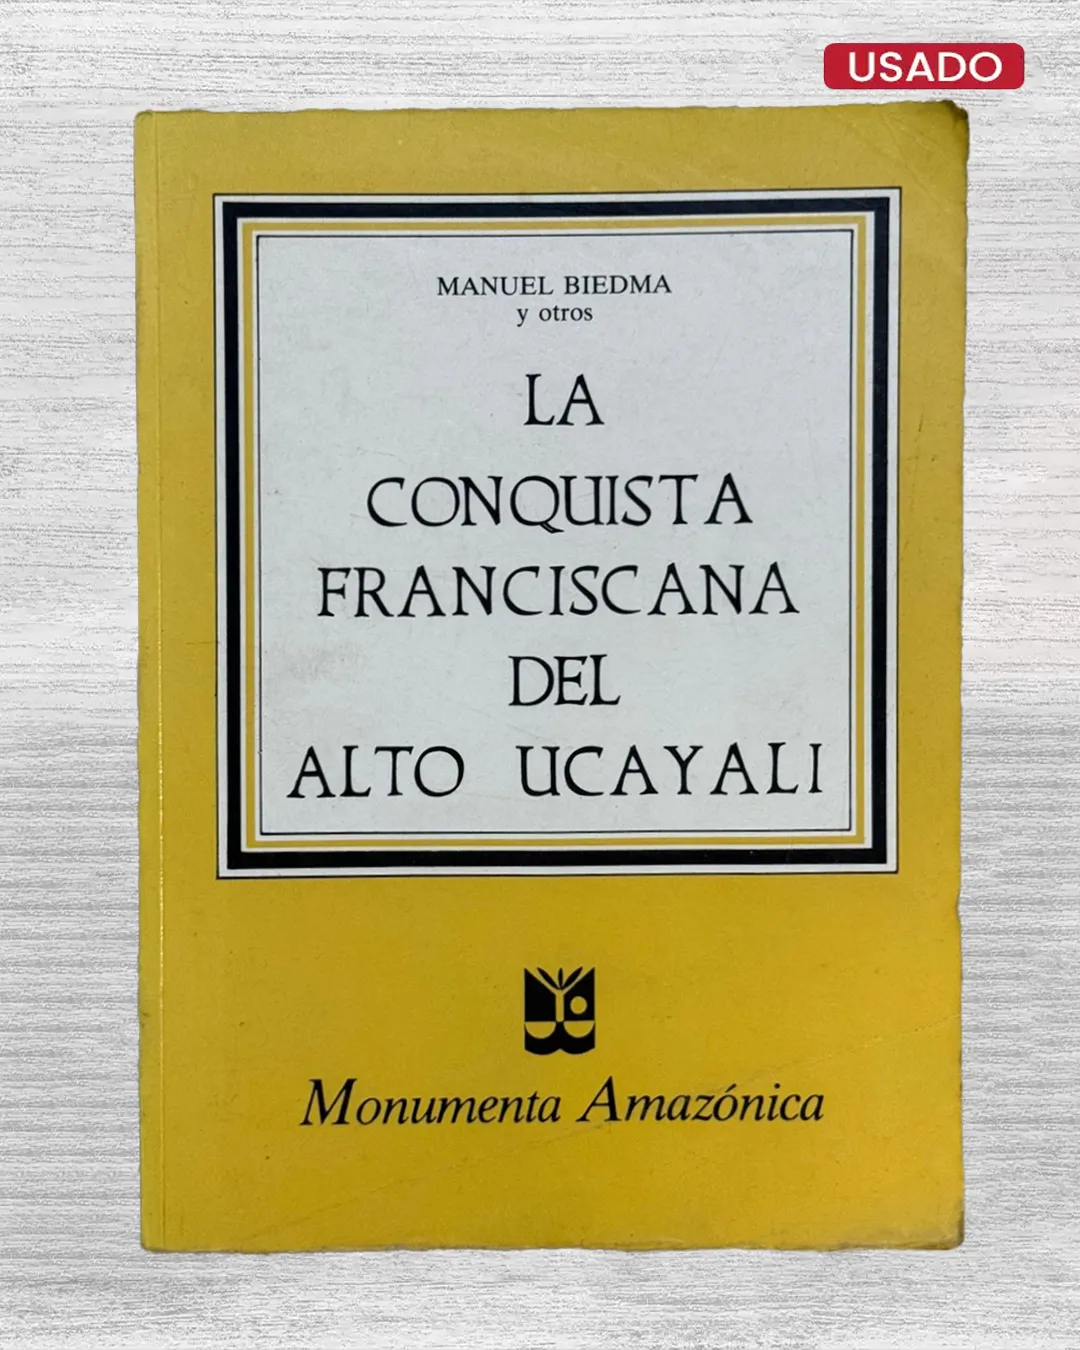 USADO
MANUEL BIEDMA
y otros
LA
CONQUISTA
FRANCISCANA
DEL
ALTO UCAYALI
Monumenta Amazónica